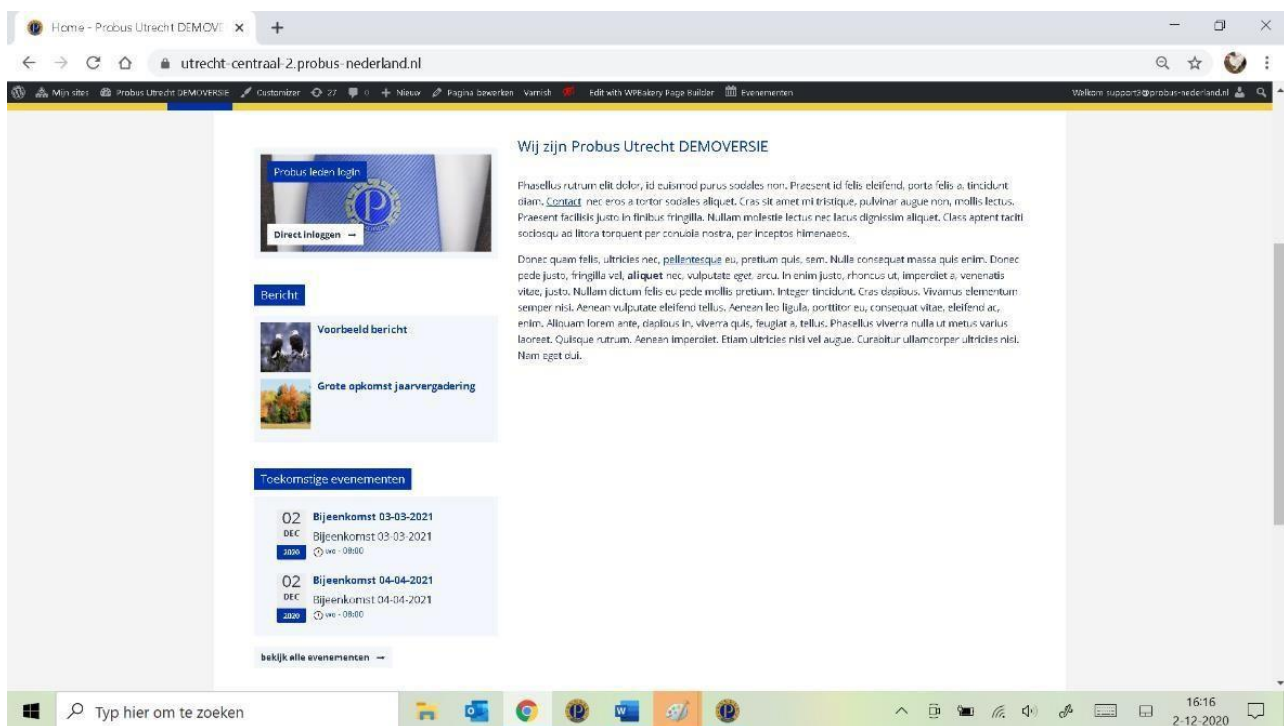 Home - Probus Utrecht DEMOVE
utrecht-centraal-2.probus-nederland.nl
Mijn sites Probus Utrecht DEMOVERSIE Customizer 27 0 Nieuw Pagina bewerken Varnish Edit with WPBakery Page Builder Evenementen Welkom support3@probus-nederland.nl
Probus leden login
Direct inloggen →
Bericht
Voorbeeld bericht
Grote opkomst jaarvergadering
Toekomstige evenementen
02 Bijeenkomst 03-03-2021
DEC Bijeenkomst 03-03-2021
2020 wo - 08:00
02 Bijeenkomst 04-04-2021
DEC Bijeenkomst 04-04-2021
2020 wo - 08:00
bekijk alle evenementen →
Wij zijn Probus Utrecht DEMOVERSIE
Phasellus rutrum elit dolor, id euismod purus sodales non. Praesent id felis eleifend, porta felis a, tincidunt
diam. Contact nec eros a tortor sodales aliquet. Cras sit amet mi tristique, pulvinar augue non, mollis lectus.
Praesent facilisis justo in finibus fringilla. Nullam molestie lectus nec lacus dignissim aliquet. Class aptent taciti
sociosqu ad litora torquent per conubia nostra, per inceptos himenaeos.
Donec quam felis, ultricies nec, pellentesque eu, pretium quis, sem. Nulla consequat massa quis enim. Donec
pede justo, fringilla vel, aliquet nec, vulputate eget, arcu. In enim justo, rhoncus ut, imperdiet a, venenatis
vitae, justo. Nullam dictum felis eu pede mollis pretium. Integer tincidunt. Cras dapibus. Vivamus elementum
semper nisi. Aenean vulputate eleifend tellus. Aenean leo ligula, porttitor eu, consequat vitae, eleifend ac,
enim. Aliquam lorem ante, dapibus in, viverra quis, feugiat a, tellus. Phasellus viverra nulla ut metus varius
laoreet. Quisque rutrum. Aenean imperdiet. Etiam ultricies nisi vel augue. Curabitur ullamcorper ultricies nisi.
Nam eget dui.
Typ hier om te zoeken
16:16
2-12-2020